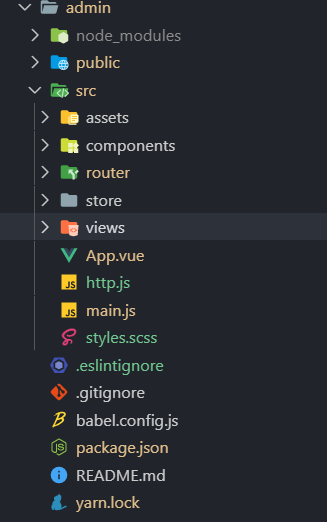 admin
node_modules
public
src
assets
components
router
store
views
App.vue
http.js
JS main.js
styles.scss
.eslintignore
.gitignore
babel.config.js
package.json
README.md
yarn.lock